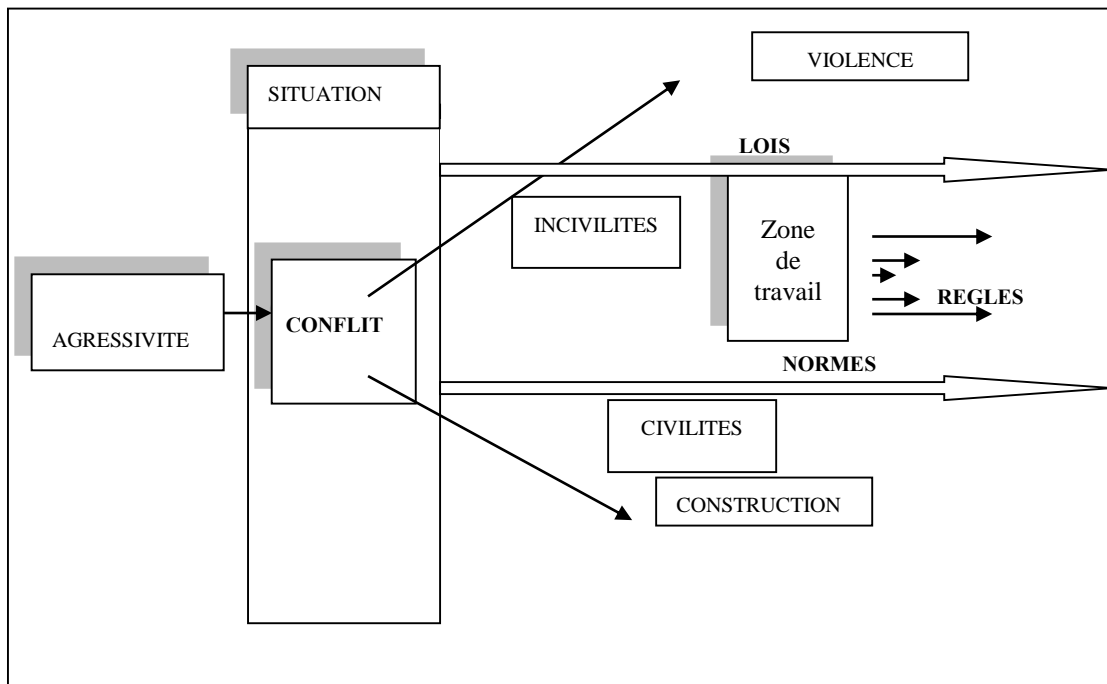 VIOLENCE
SITUATION
LOIS
INCIVILITES
Zone
de
travail
REGLES
CONFLIT
AGRESSIVITE
NORMES
CIVILITES
CONSTRUCTION